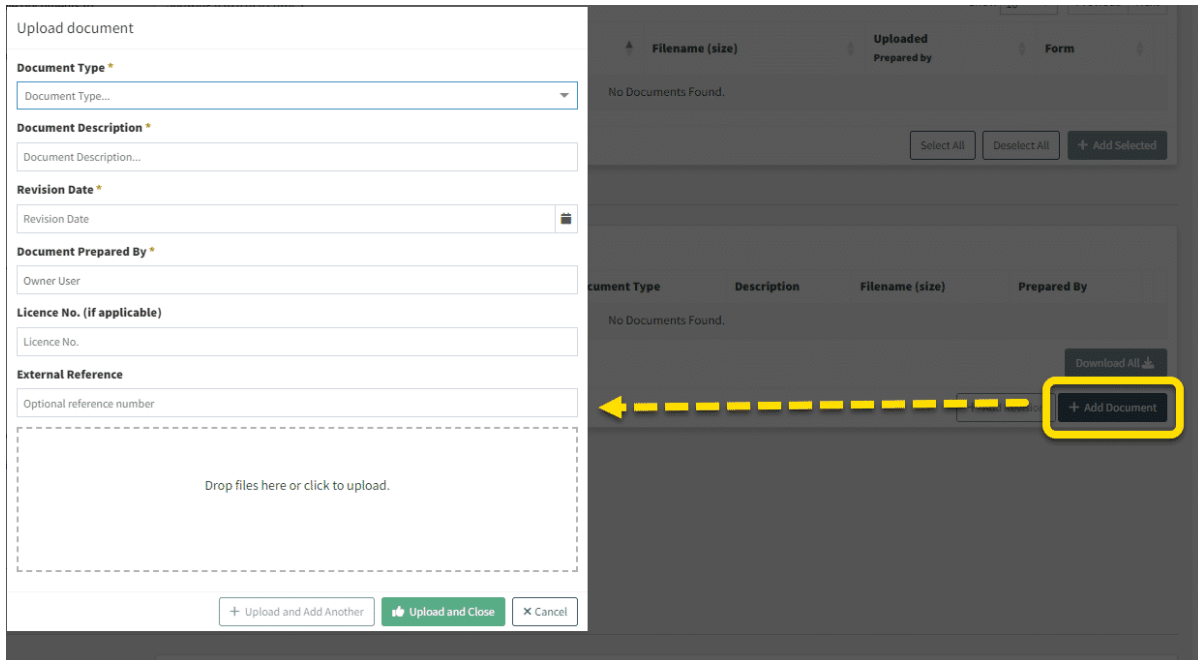 Upload document
Document Type *
Document Type...
Document Description *
Document Description...
Revision Date *
Revision Date
Document Prepared By *
Owner User
Licence No. (if applicable)
Licence No.
External Reference
Optional reference number
Drop files here or click to upload.
+ Upload and Add Another
Upload and Close
× Cancel
Filename (size)
Uploaded
Prepared by
Form
No Documents Found.
Select All
Deselect All
+ Add Selected
cument Type
Description
Filename (size)
Prepared By
No Documents Found.
Download All
+ Add Document